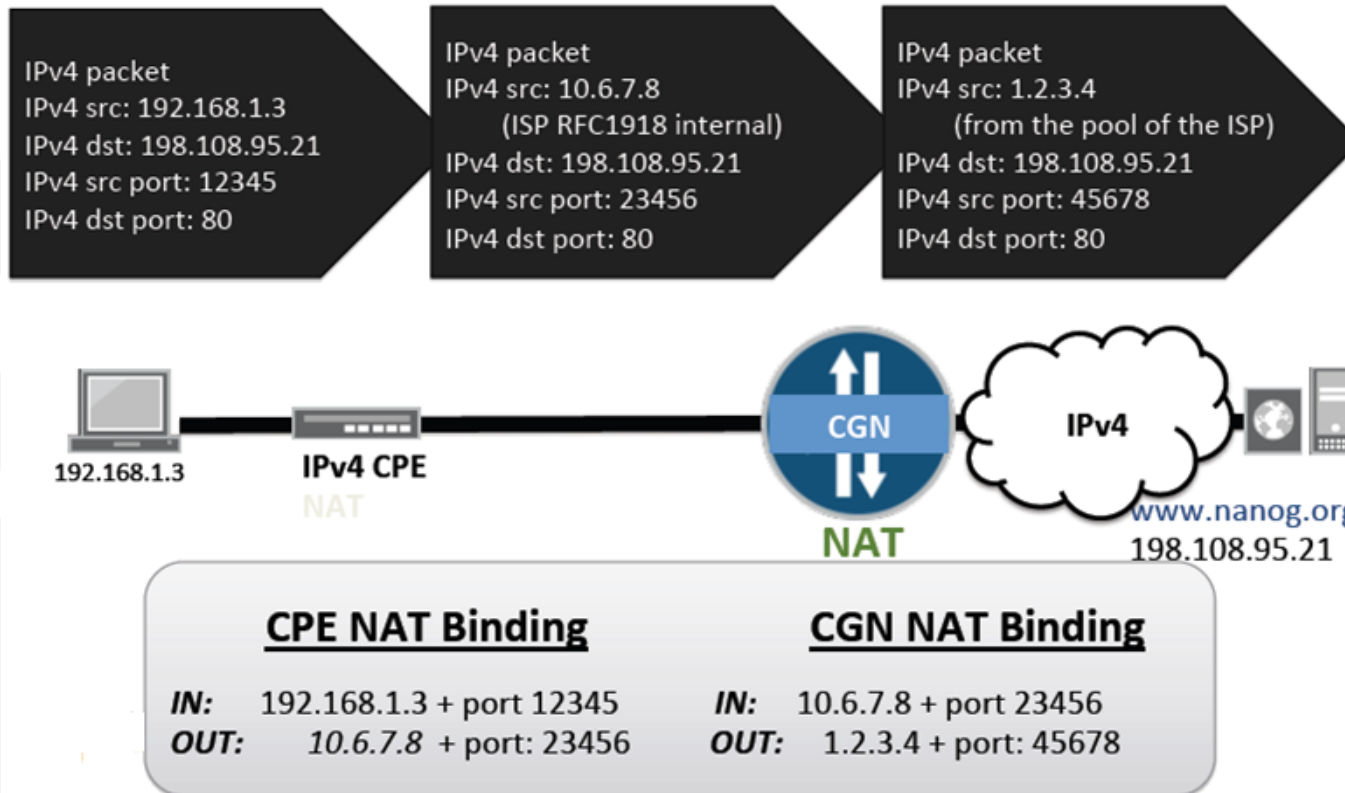 IPv4 packet
IPv4 src: 192.168.1.3
IPv4 dst: 198.108.95.21
IPv4 src port: 12345
IPv4 dst port: 80
IPv4 packet
IPv4 src: 10.6.7.8
(ISP RFC1918 internal)
IPv4 dst: 198.108.95.21
IPv4 src port: 23456
IPv4 dst port: 80
IPv4 packet
IPv4 src: 1.2.3.4
(from the pool of the ISP)
IPv4 dst: 198.108.95.21
IPv4 src port: 45678
IPv4 dst port: 80
192.168.1.3
IPv4 CPE
NAT
CGN
NAT
IPv4
www.nanog.org
198.108.95.21
CPE NAT Binding
IN: 192.168.1.3 + port 12345
OUT: 10.6.7.8 + port: 23456
CGN NAT Binding
IN: 10.6.7.8 + port 23456
OUT: 1.2.3.4 + port: 45678